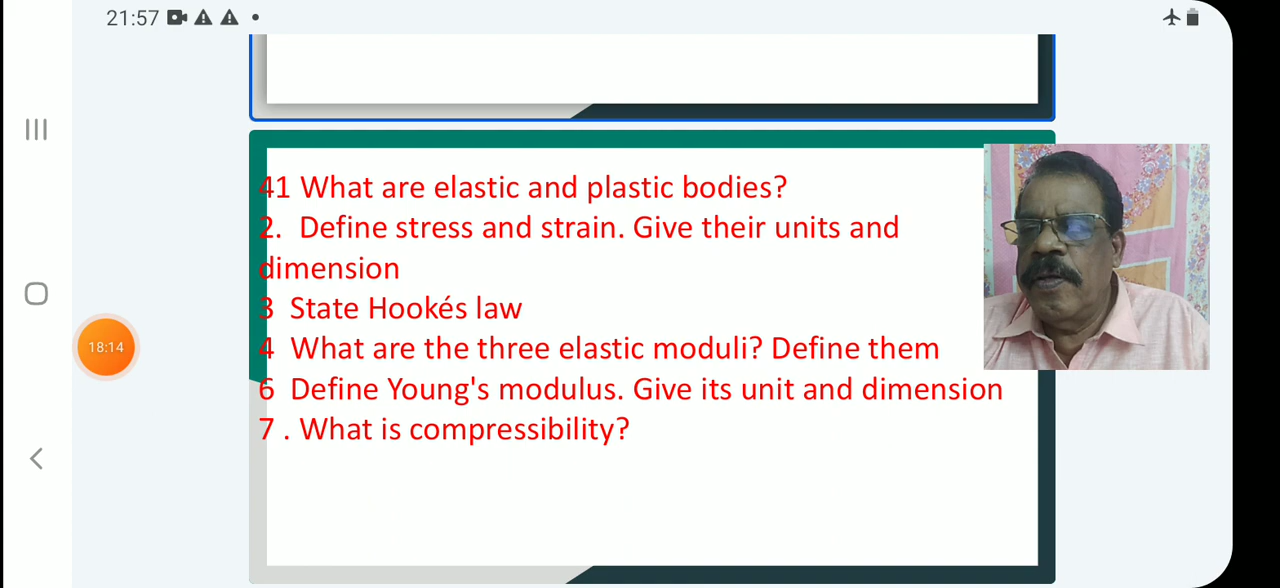 21:57
41 What are elastic and plastic bodies?
2. Define stress and strain. Give their units and
dimension
3 State Hookés law
4 What are the three elastic moduli? Define them
18:14
6 Define Young's modulus. Give its unit and dimension
7 . What is compressibility?